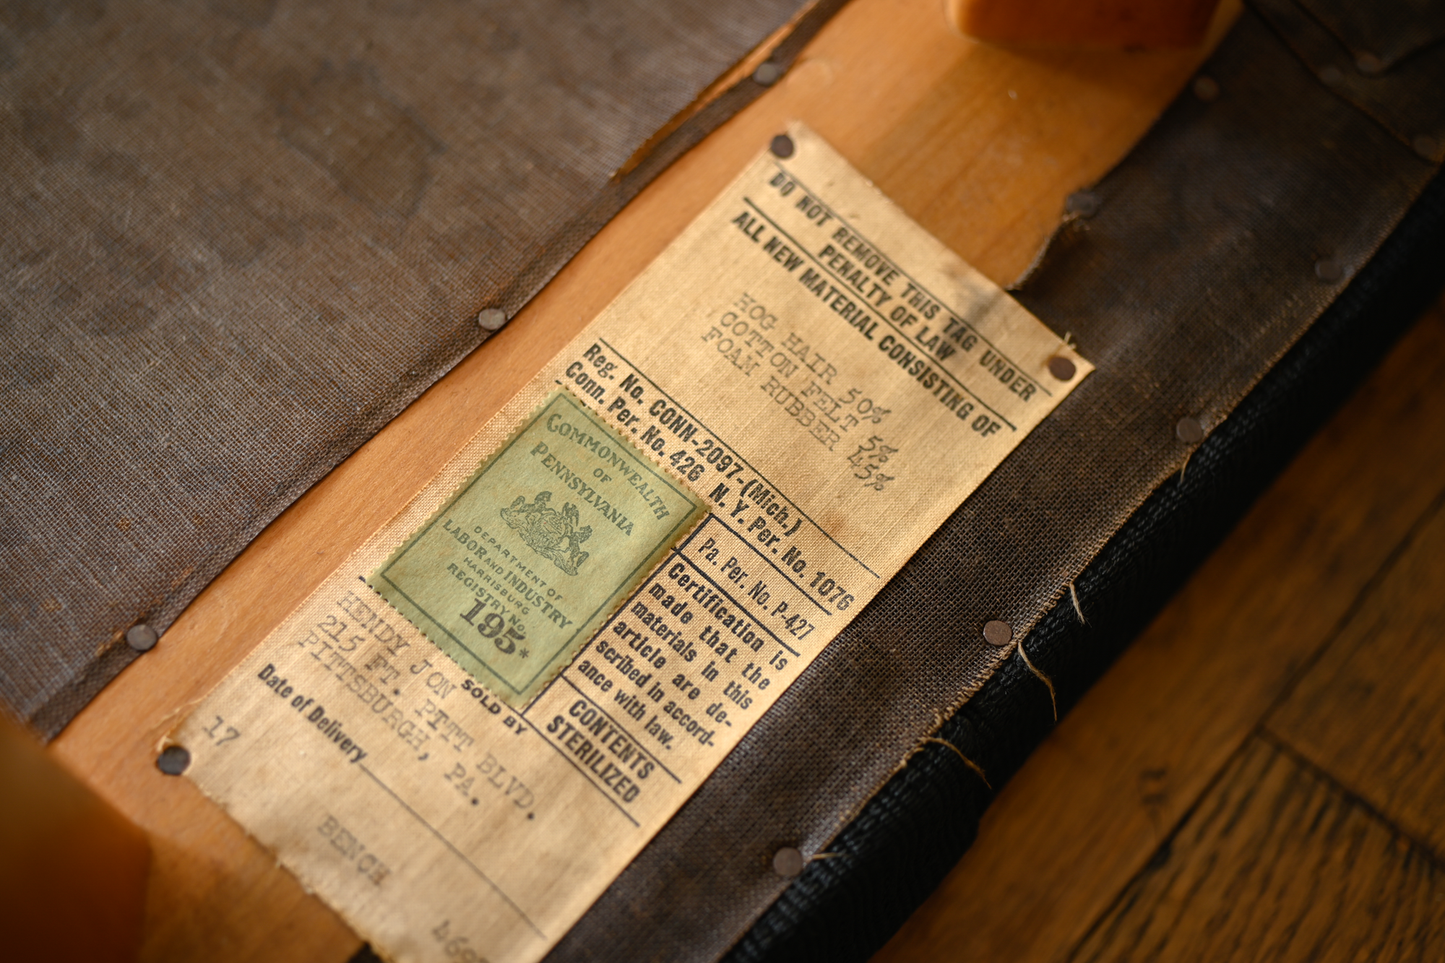 DO NOT REMOVE THIS TAG UNDER
PENALTY OF LAW
ALL NEW MATERIAL CONSISTING OF
HOG HAIR 50%
COTTON FELT 5%
FOAM RUBBER 45%
Reg. No. CONN-2097-(Mich.)
Conn. Per. No. 426 N. Y. Per. No. 1076
COMMONWEALTH
OF
PENNSYLVANIA
DEPARTMENT OF
LABOR AND INDUSTRY
HARRISBURG
REGISTRY No.
195*
Pa. Per. No. P-427
Certification is
made that the
materials in this
article are de-
scribed in accord-
ance with law.
CONTENTS
STERILIZED
SOLD BY
215 FT. PTTT BLVD.
PITTSBURGH, PA.
Date of Delivery
17
BENCH